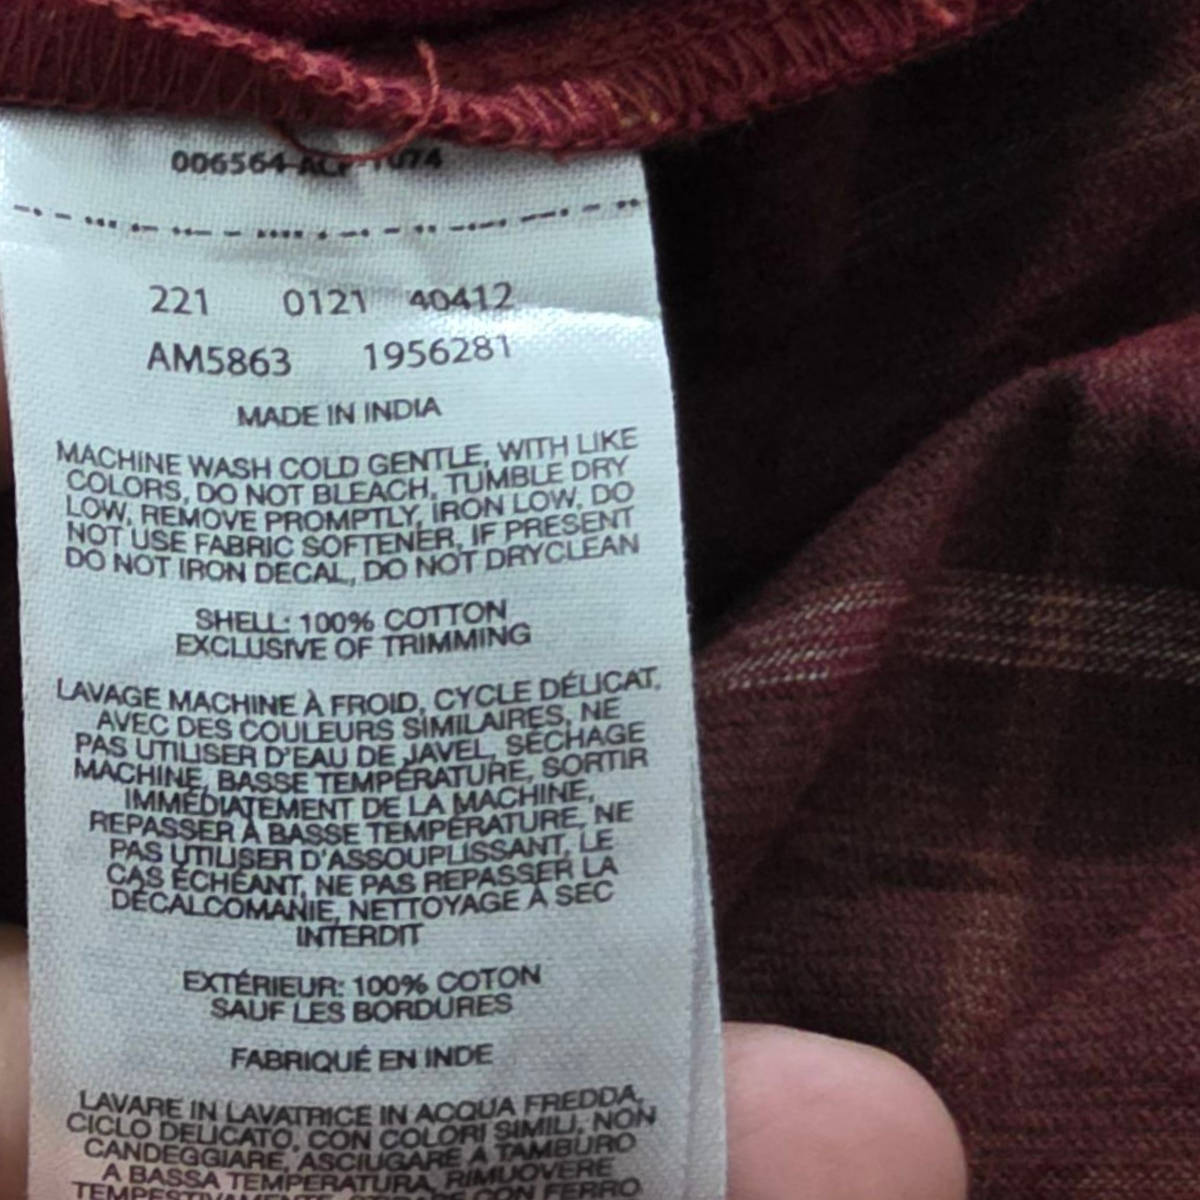 006564
221 0121 40412
AM5863 1956281
MADE IN INDIA
MACHINE WASH COLD GENTLE, WITH LIKE
COLORS, DO NOT BLEACH, TUMBLE DRY
LOW, REMOVE PROMPTLY, IRON LOW, DO
NOT USE FABRIC SOFTENER, IF PRESENT
DO NOT IRON DECAL, DO NOT DRYCLEAN
SHELL: 100% COTTON
EXCLUSIVE OF TRIMMING
LAVAGE MACHINE À FROID, CYCLE DÉLICAT,
AVEC DES COULEURS SIMILAIRES, NE
PAS UTILISER D'EAU DE JAVEL, SÉCHAGE
MACHINE, BASSE TEMPÉRATURE, SORTIR
IMMÉDIATEMENT DE LA MACHINE,
REPASSER À BASSE TEMPÉRATURE, NE
PAS UTILISER D'ASSOUPLISSANT, LE
CAS ÉCHÉANT, NE PAS REPASSER LA
DÉCALCOMANIE, NETTOYAGE À SEC
INTERDIT
EXTÉRIEUR: 100% COTON
SAUF LES BORDURES
FABRIQUÉ EN INDE
LAVARE IN LAVATRICE IN ACQUA FREDDA,
CICLO DELICATO, CON COLORI SIMILI, NON
CANDEGGIARE, ASCIUGARE A TAMBURO
A BASSA TEMPERATURA, RIMUOVERE
CON FERRO